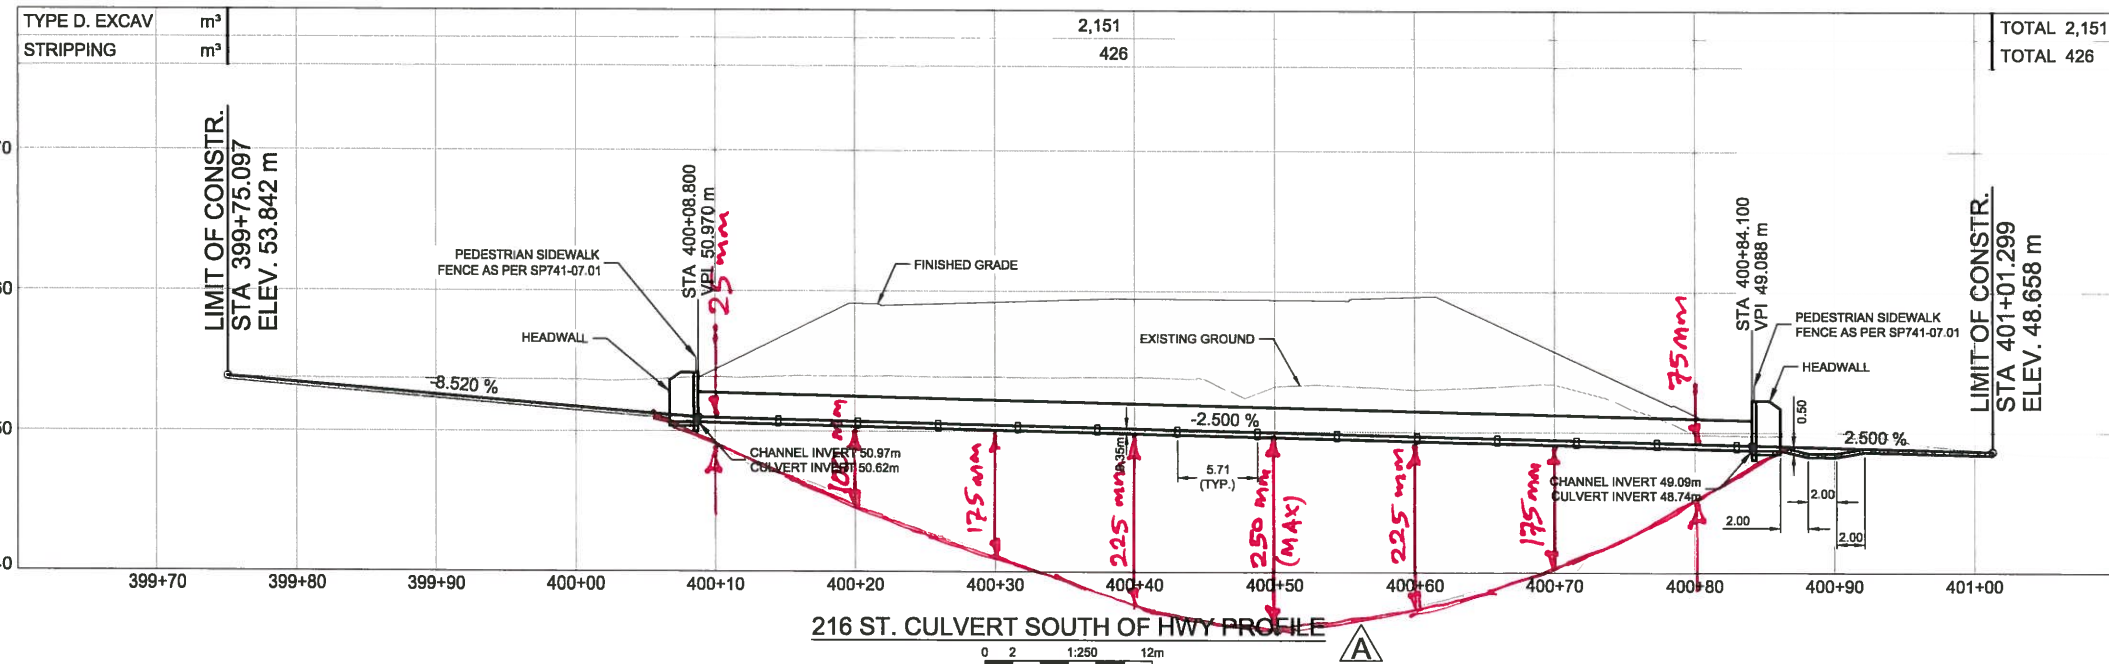 TYPE D. EXCAV m³ 2,151 TOTAL 2,151
STRIPPING m³ 426 TOTAL 426
LIMIT OF CONSTR.
STA 399+75.097
ELEV. 53.842 m
PEDESTRIAN SIDEWALK
FENCE AS PER SP741-07.01
HEADWALL
STA 400+08.800
VPI 50.970 m
25 mm
FINISHED GRADE
EXISTING GROUND
75 mm
STA 400+84.100
VPI 49.088 m
PEDESTRIAN SIDEWALK
FENCE AS PER SP741-07.01
HEADWALL
LIMIT OF CONSTR.
STA 401+01.299
ELEV. 48.658 m
-8.520 %
-2.500 %
2.500 %
0.50
CHANNEL INVERT 50.97m
CULVERT INVERT 50.62m
100 mm
175 mm
225 mm
0.35m
5.71
(TYP.)
250 mm
(MAX)
225 mm
175 mm
CHANNEL INVERT 49.09m
CULVERT INVERT 48.74m
2.00
2.00
2.00
70
60
50
40
399+70 399+80 399+90 400+00 400+10 400+20 400+30 400+40 400+50 400+60 400+70 400+80 400+90 401+00
216 ST. CULVERT SOUTH OF HWY PROFILE
A
0 2 1:250 12m